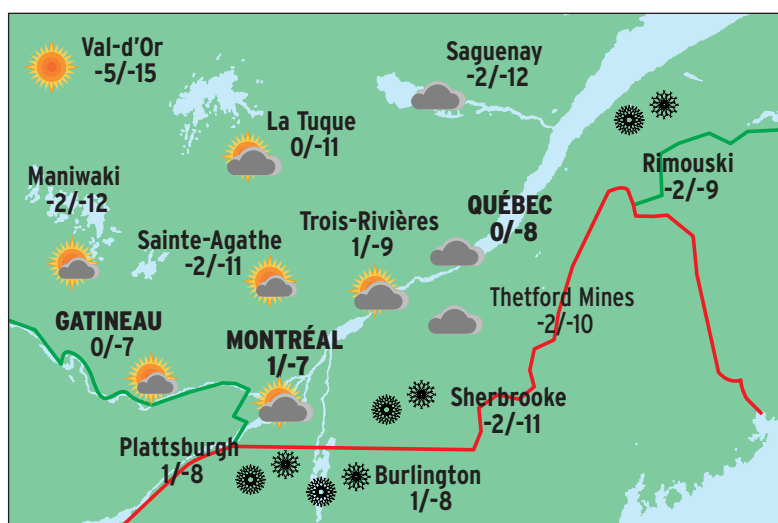 Val-d'Or
-5/-15
Saguenay
-2/-12
La Tuque
0/-11
Maniwaki
-2/-12
Rimouski
-2/-9
QUÉBEC
0/-8
Trois-Rivières
1/-9
Sainte-Agathe
-2/-11
Thetford Mines
-2/-10
GATINEAU
0/-7
MONTRÉAL
1/-7
Sherbrooke
-2/-11
Plattsburgh
1/-8
Burlington
1/-8